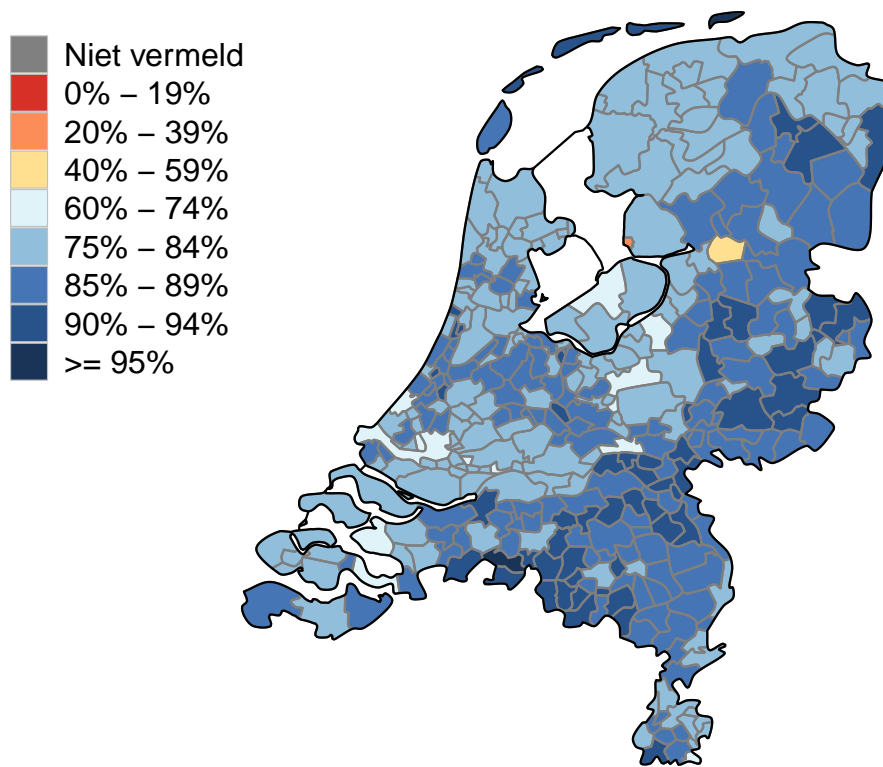 Niet vermeld
0% – 19%
20% – 39%
40% – 59%
60% – 74%
75% – 84%
85% – 89%
90% – 94%
>= 95%